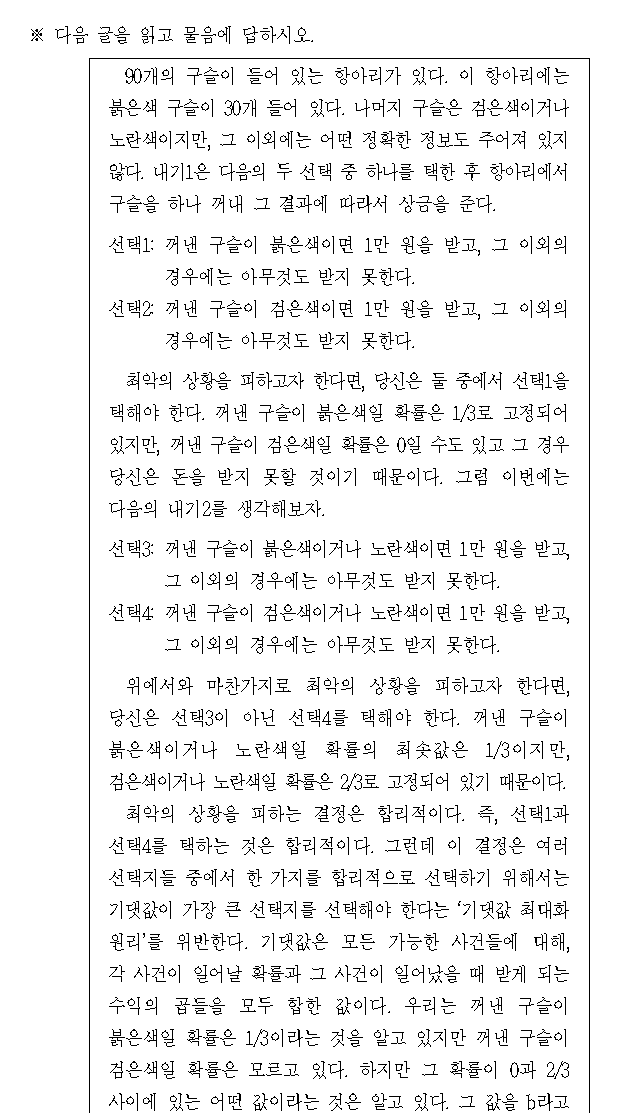 ※ 다음 글을 읽고 물음에 답하시오.
90개의 구슬이 들어 있는 항아리가 있다. 이 항아리에는
붉은색 구슬이 30개 들어 있다. 나머지 구슬은 검은색이거나
노란색이지만, 그 이외에는 어떤 정확한 정보도 주어져 있지
않다. 내기1은 다음의 두 선택 중 하나를 택한 후 항아리에서
구슬을 하나 꺼내 그 결과에 따라서 상금을 준다.
선택1: 꺼낸 구슬이 붉은색이면 1만 원을 받고, 그 이외의
경우에는 아무것도 받지 못한다.
선택2: 꺼낸 구슬이 검은색이면 1만 원을 받고, 그 이외의
경우에는 아무것도 받지 못한다.
최악의 상황을 피하고자 한다면, 당신은 둘 중에서 선택1을
택해야 한다. 꺼낸 구슬이 붉은색일 확률은 1/3로 고정되어
있지만, 꺼낸 구슬이 검은색일 확률은 0일 수도 있고 그 경우
당신은 돈을 받지 못할 것이기 때문이다. 그럼 이번에는
다음의 내기2를 생각해보자.
선택3: 꺼낸 구슬이 붉은색이거나 노란색이면 1만 원을 받고,
그 이외의 경우에는 아무것도 받지 못한다.
선택4: 꺼낸 구슬이 검은색이거나 노란색이면 1만 원을 받고,
그 이외의 경우에는 아무것도 받지 못한다.
위에서와 마찬가지로 최악의 상황을 피하고자 한다면,
당신은 선택3이 아닌 선택4를 택해야 한다. 꺼낸 구슬이
붉은색이거나 노란색일 확률의 최솟값은 1/3이지만,
검은색이거나 노란색일 확률은 2/3로 고정되어 있기 때문이다.
최악의 상황을 피하는 결정은 합리적이다. 즉, 선택1과
선택4를 택하는 것은 합리적이다. 그런데 이 결정은 여러
선택지들 중에서 한 가지를 합리적으로 선택하기 위해서는
기댓값이 가장 큰 선택지를 선택해야 한다는 ‘기댓값 최대화
원리’를 위반한다. 기댓값은 모든 가능한 사건들에 대해,
각 사건이 일어날 확률과 그 사건이 일어났을 때 받게 되는
수익의 곱들을 모두 합한 값이다. 우리는 꺼낸 구슬이
붉은색일 확률은 1/3이라는 것을 알고 있지만 꺼낸 구슬이
검은색일 확률은 모르고 있다. 하지만 그 확률이 0과 2/3
사이에 있는 어떤 값이라는 것은 알고 있다. 그 값을 b라고